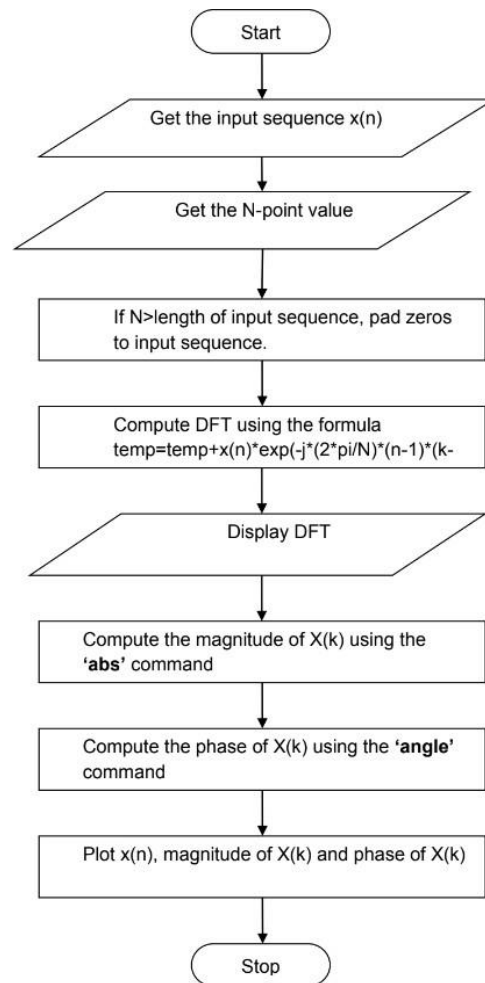 Start
Get the input sequence x(n)
Get the N-point value
If N>length of input sequence, pad zeros
to input sequence.
Compute DFT using the formula
temp=temp+x(n)*exp(-j*(2*pi/N)*(n-1)*(k-
Display DFT
Compute the magnitude of X(k) using the
‘abs’ command
Compute the phase of X(k) using the ‘angle’
command
Plot x(n), magnitude of X(k) and phase of X(k)
Stop